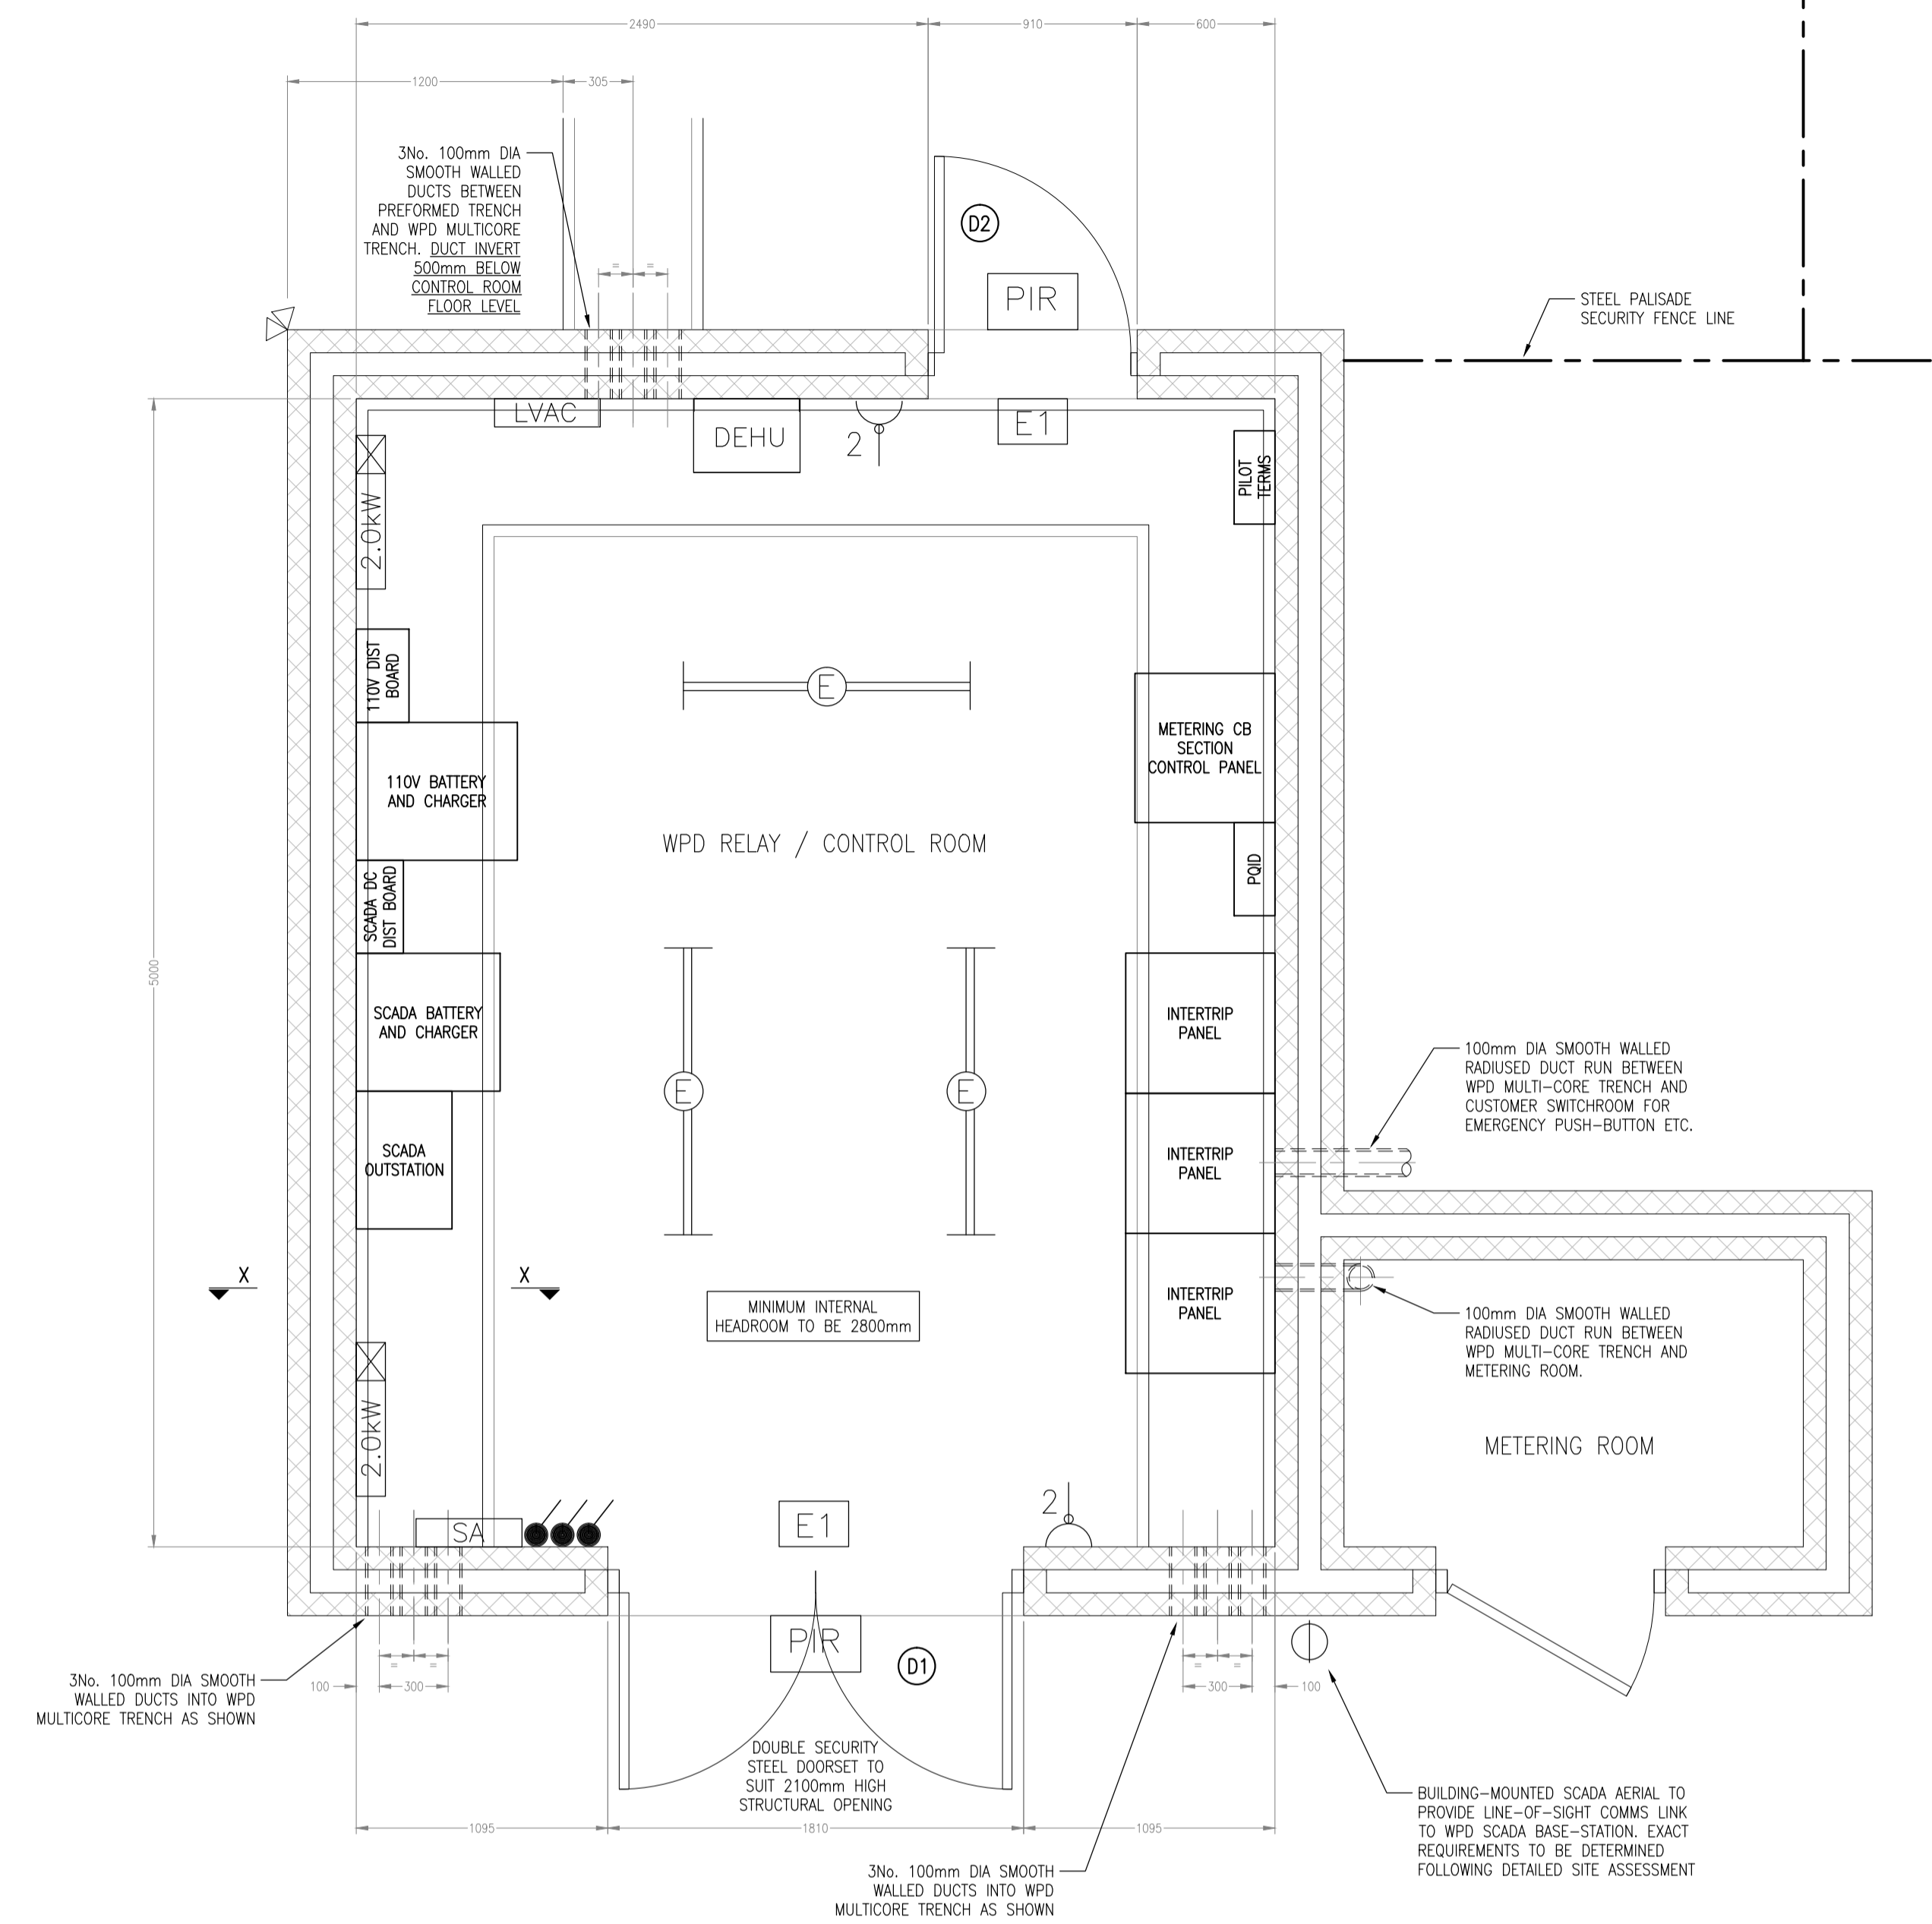 2490
910
600
1200
305
3No. 100mm DIA
SMOOTH WALLED
DUCTS BETWEEN
PREFORMED TRENCH
AND WPD MULTICORE
TRENCH. DUCT INVERT
500mm BELOW
CONTROL ROOM
FLOOR LEVEL
=
=
D2
PIR
STEEL PALISADE
SECURITY FENCE LINE
LVAC
DEHU
2
E1
PILOT
TERMS
2.0kW
110V DIST
BOARD
E
METERING CB
SECTION
CONTROL PANEL
110V BATTERY
AND CHARGER
WPD RELAY / CONTROL ROOM
PQID
SCADA DC
DIST BOARD
5000
SCADA BATTERY
AND CHARGER
INTERTRIP
PANEL
E
E
100mm DIA SMOOTH WALLED
RADIUSED DUCT RUN BETWEEN
WPD MULTI-CORE TRENCH AND
CUSTOMER SWITCHROOM FOR
EMERGENCY PUSH-BUTTON ETC.
SCADA
OUTSTATION
INTERTRIP
PANEL
X
X
MINIMUM INTERNAL
HEADROOM TO BE 2800mm
INTERTRIP
PANEL
100mm DIA SMOOTH WALLED
RADIUSED DUCT RUN BETWEEN
WPD MULTI-CORE TRENCH AND
METERING ROOM.
2.0kW
METERING ROOM
SA
E1
2
PIR
D1
3No. 100mm DIA SMOOTH
WALLED DUCTS INTO WPD
MULTICORE TRENCH AS SHOWN
=
=
100
300
=
=
300
100
DOUBLE SECURITY
STEEL DOORSET TO
SUIT 2100mm HIGH
STRUCTURAL OPENING
1095
1810
1095
BUILDING-MOUNTED SCADA AERIAL TO
PROVIDE LINE-OF-SIGHT COMMS LINK
TO WPD SCADA BASE-STATION. EXACT
REQUIREMENTS TO BE DETERMINED
FOLLOWING DETAILED SITE ASSESSMENT
3No. 100mm DIA SMOOTH
WALLED DUCTS INTO WPD
MULTICORE TRENCH AS SHOWN